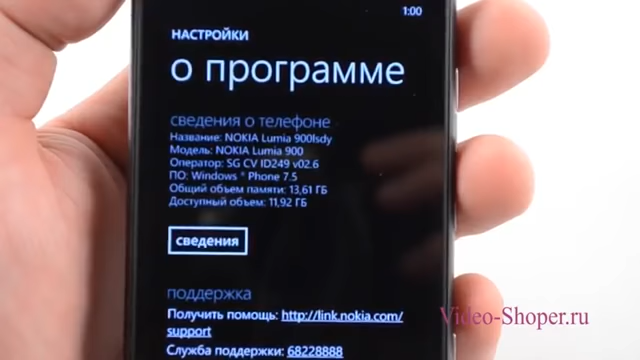 1:00
НАСТРОЙКИ
о программе
сведения о телефоне
Название: NOKIA Lumia 900lsdy
Модель: NOKIA Lumia 900
Оператор: SG CV ID249 v02.6
ПО: Windows ® Phone 7.5
Общий объем памяти: 13,61 ГБ
Доступный объем: 11,92 ГБ
сведения
поддержка
Получить помощь: http://link.nokia.com/
support
Служба поддержки: 68228888
Video-Shoper.ru